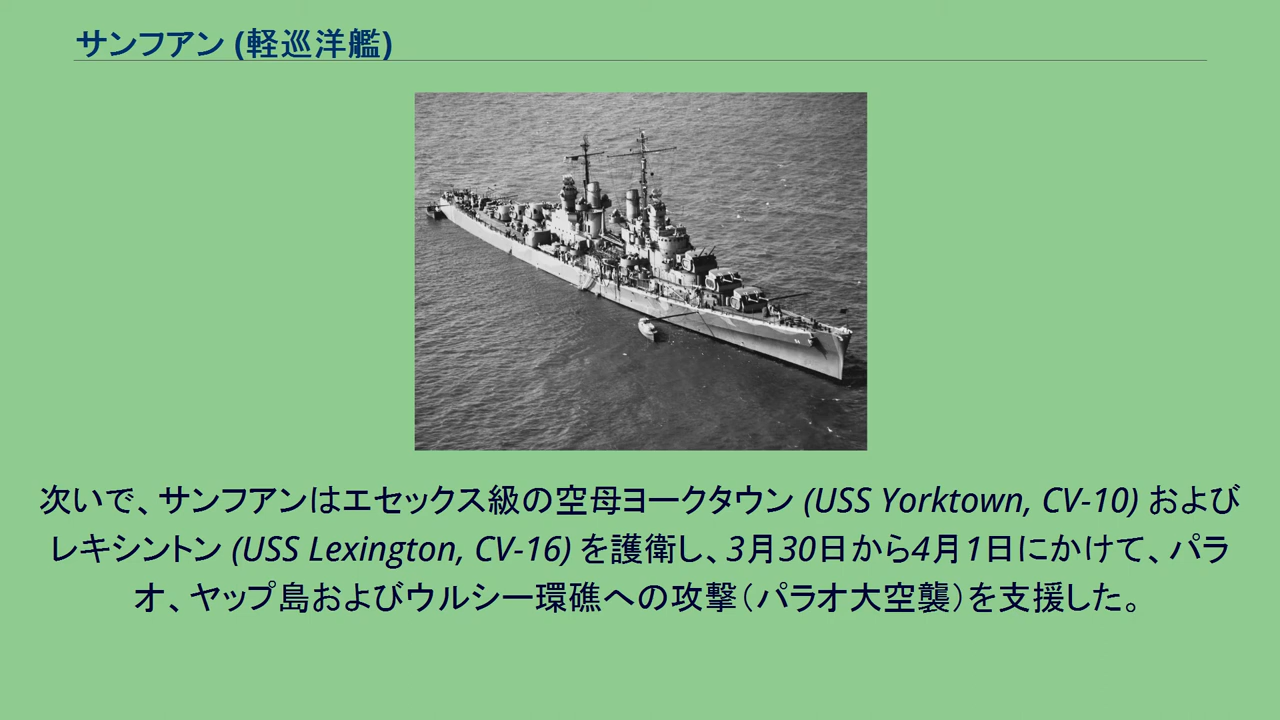 サンフアン (軽巡洋艦)
次いで、サンフアンはエセックス級の空母ヨークタウン (USS Yorktown, CV-10) および
レキシントン (USS Lexington, CV-16) を護衛し、3月30日から4月1日にかけて、パラ
オ、ヤップ島およびウルシー環礁への攻撃（パラオ大空襲）を支援した。